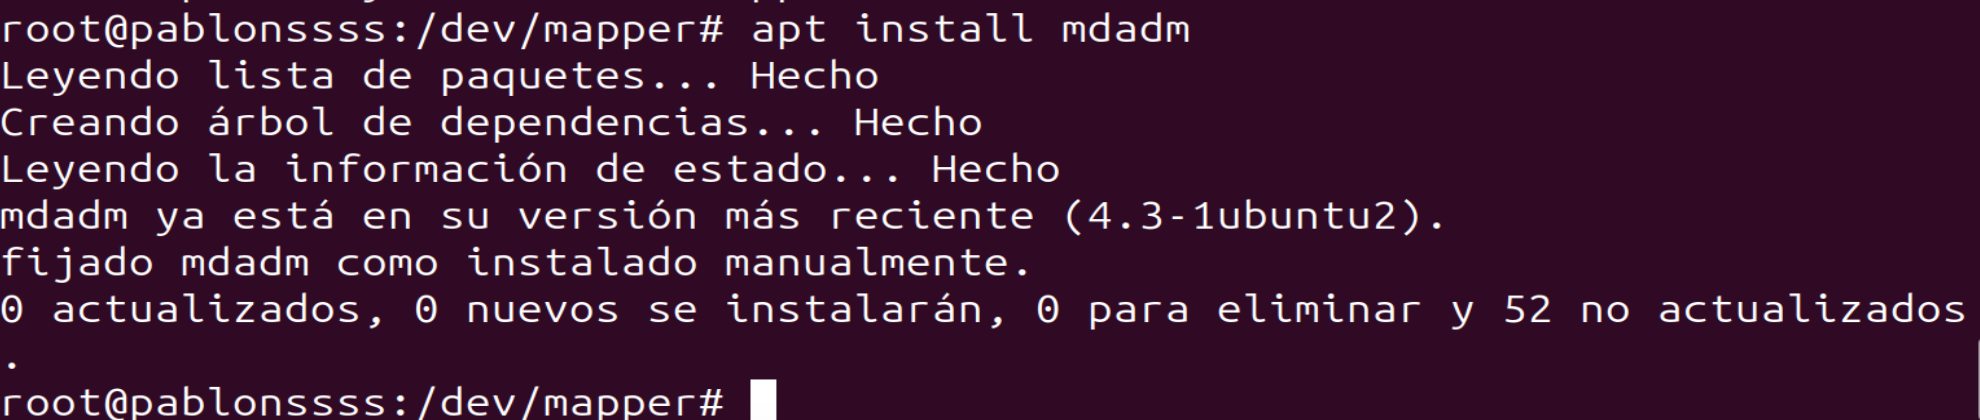 root@pablonssss:/dev/mapper# apt install mdadm
Leyendo lista de paquetes... Hecho
Creando árbol de dependencias... Hecho
Leyendo la información de estado... Hecho
mdadm ya está en su versión más reciente (4.3-1ubuntu2).
fijado mdadm como instalado manualmente.
0 actualizados, 0 nuevos se instalarán, 0 para eliminar y 52 no actualizados
.
root@pablonssss:/dev/mapper#